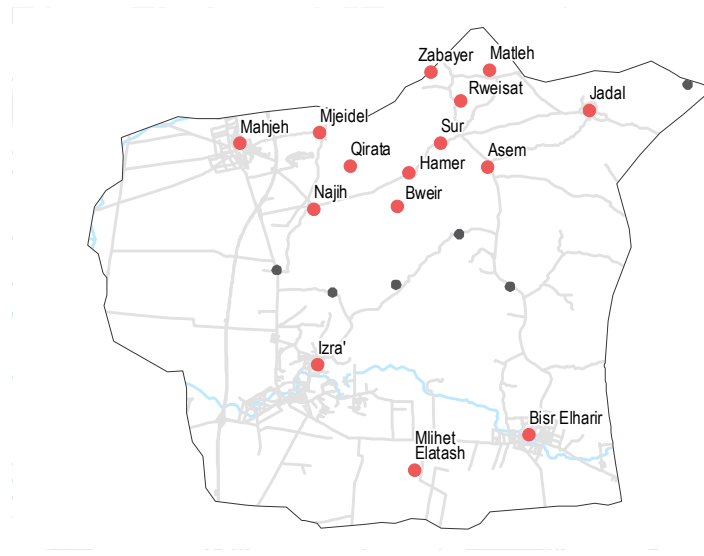 Zabayer
Matleh
Rweisat
Jadal
Mjeidel
Mahjeh
Sur
Qirata
Asem
Hamer
Najih
Bweir
Izra'
Bisr Elharir
Mlihet
Elatash